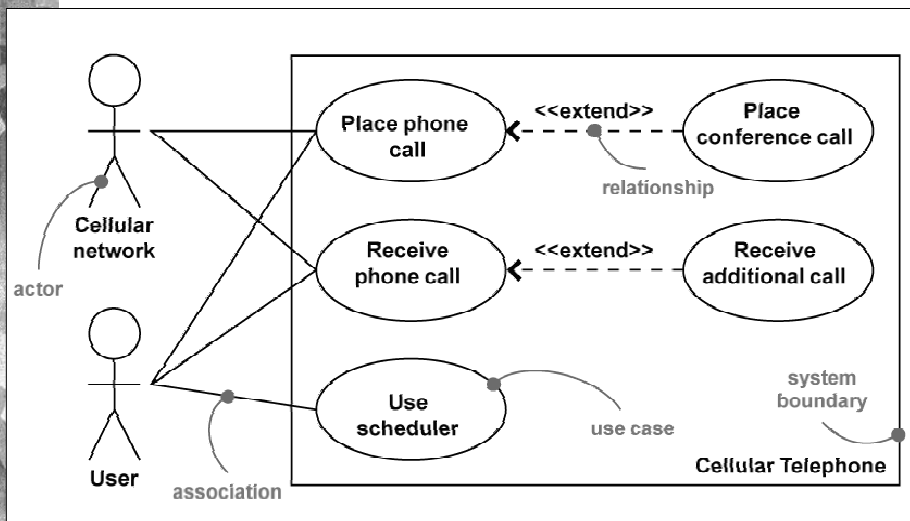 <<extend>>
Place phone
call
Place
conference call
relationship
Cellular
network
actor
Receive
phone call
<<extend>>
Receive
additional call
Use
scheduler
use case
system
boundary
Cellular Telephone
User
association